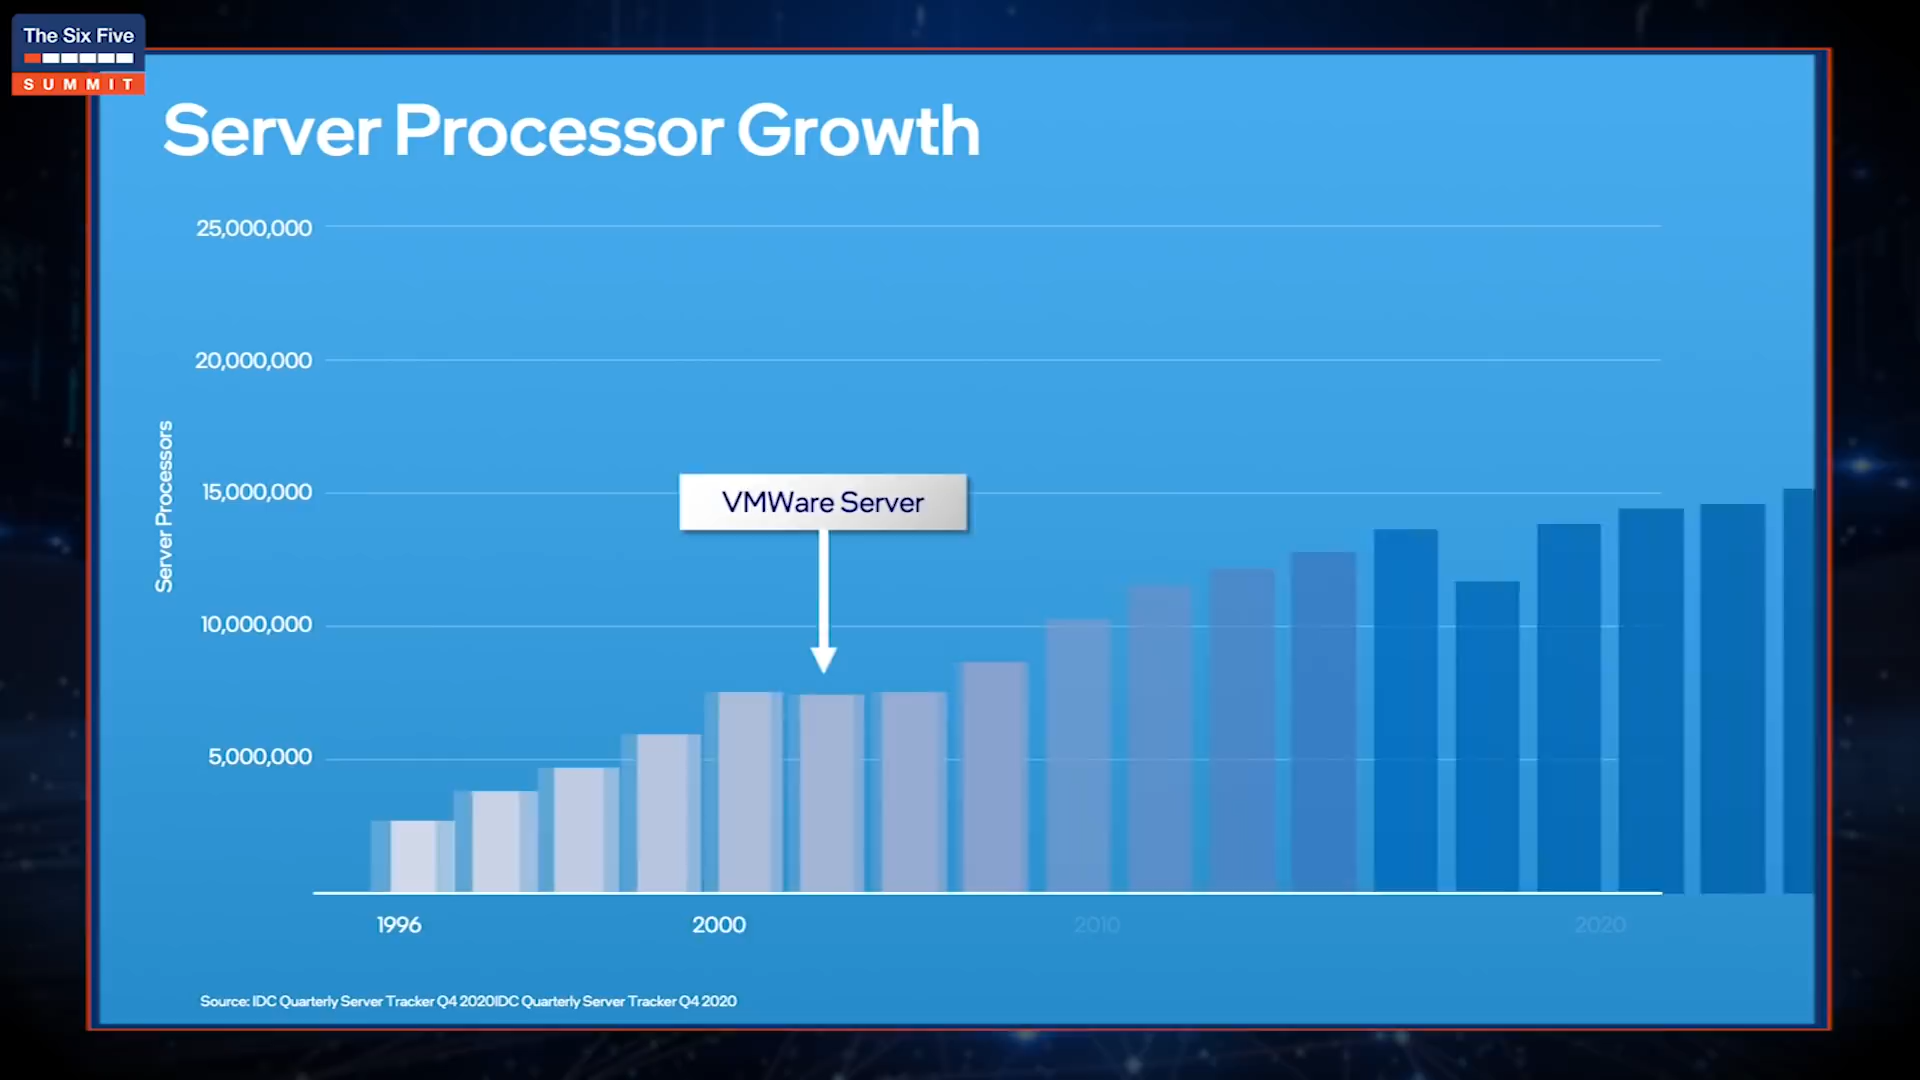 The Six Five
SUMMIT
Server Processor Growth
25,000,000
20,000,000
15,000,000
10,000,000
5,000,000
Server Processors
VMWare Server
1996
2000
2010
2020
Source: IDC Quarterly Server Tracker Q4 2020IDC Quarterly Server Tracker Q4 2020